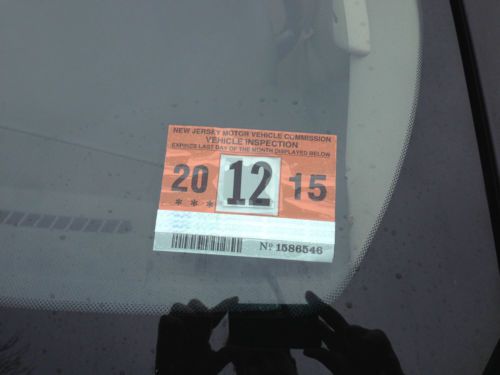 NEW JERSEY MOTOR VEHICLE COMMISSION
VEHICLE INSPECTION
EXPIRES LAST DAY OF THE MONTH DISPLAYED BELOW
20 12 15
* * *
Nº 1586546